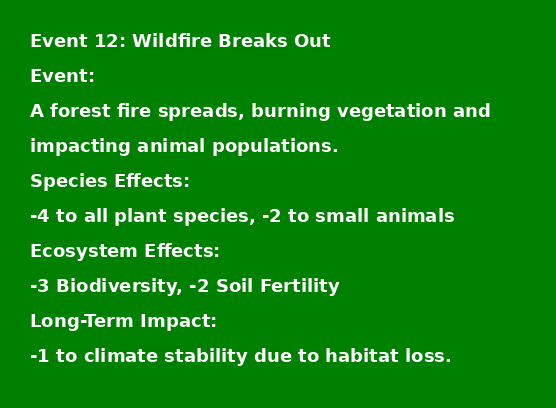 Event 12: Wildfire Breaks Out
Event:
A forest fire spreads, burning vegetation and
impacting animal populations.
Species Effects:
-4 to all plant species, -2 to small animals
Ecosystem Effects:
-3 Biodiversity, -2 Soil Fertility
Long-Term Impact:
-1 to climate stability due to habitat loss.